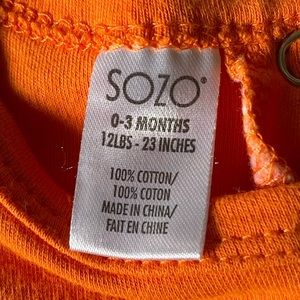 SOZO®
0-3 MONTHS
12LBS - 23 INCHES
100% COTTON/
100% COTON
MADE IN CHINA/
FAIT EN CHINE